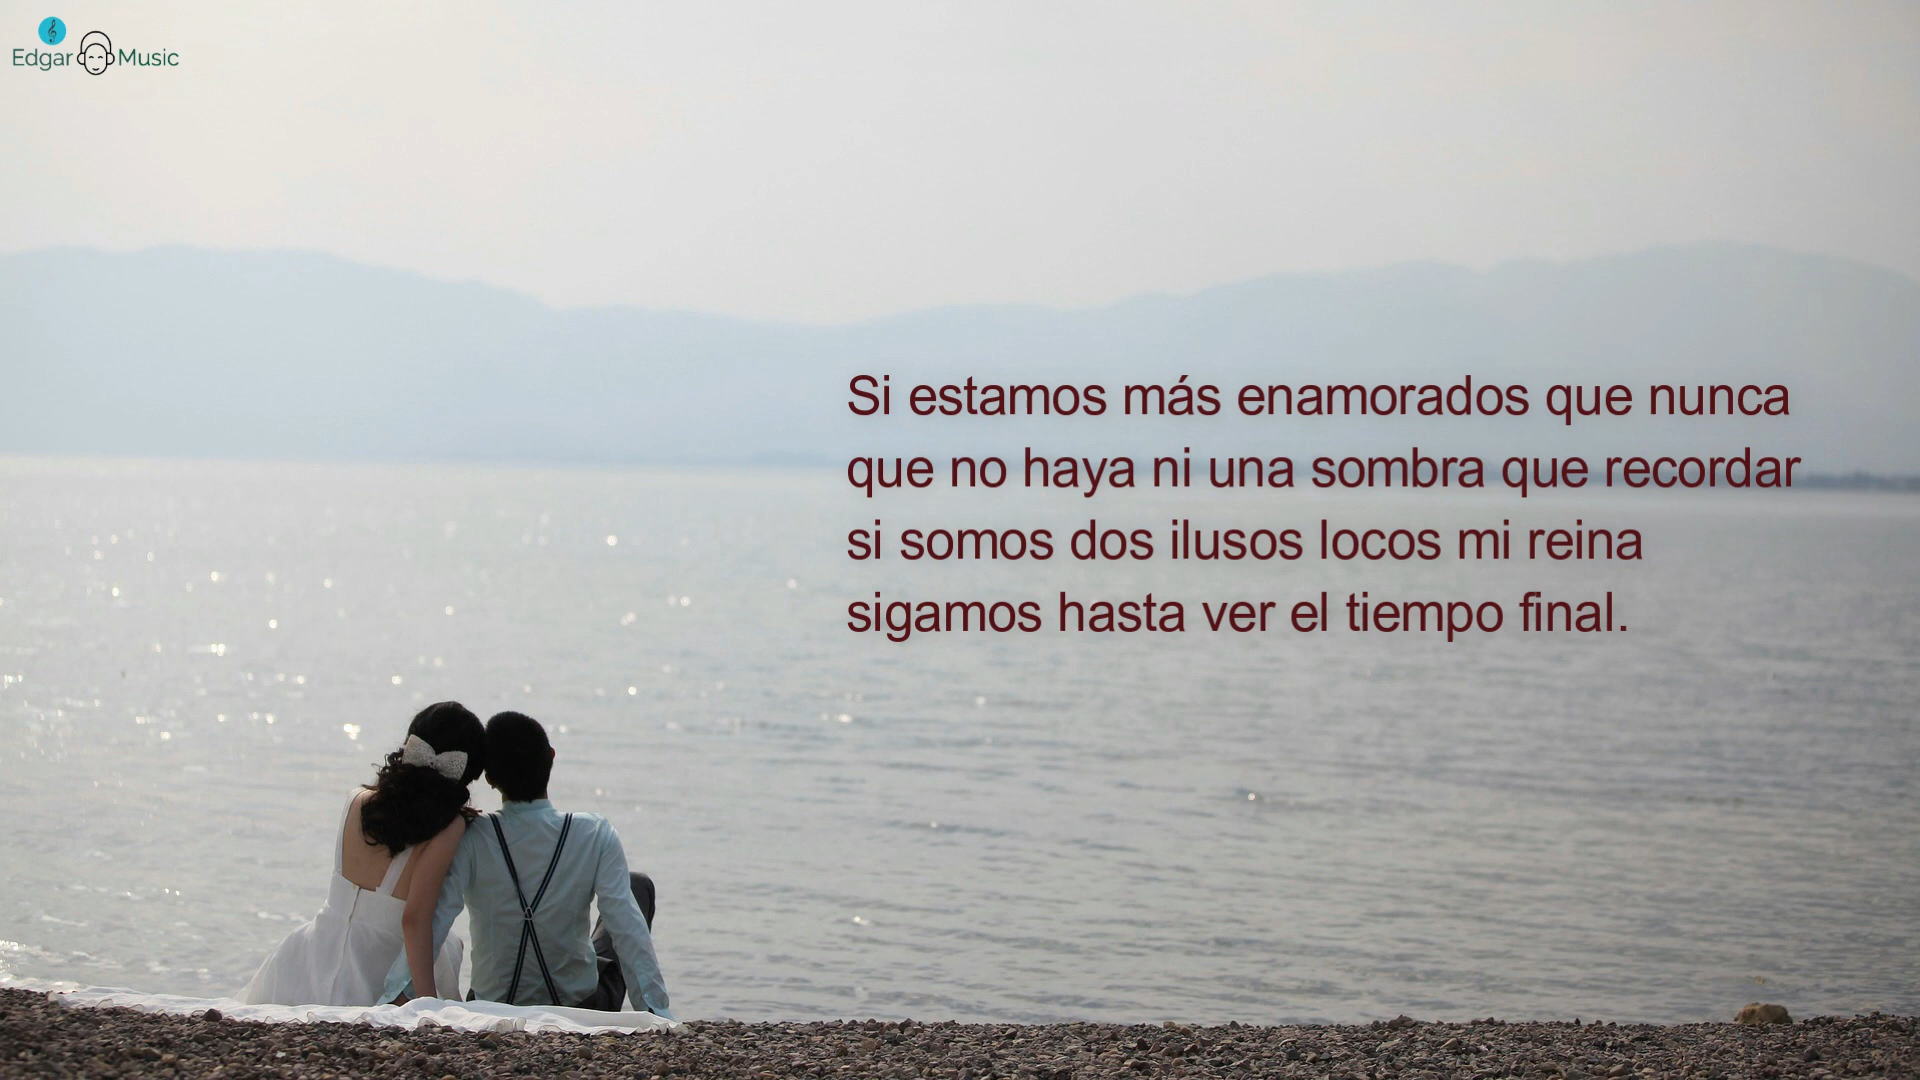 Edgar Music
Si estamos más enamorados que nunca
que no haya ni una sombra que recordar
si somos dos ilusos locos mi reina
sigamos hasta ver el tiempo final.